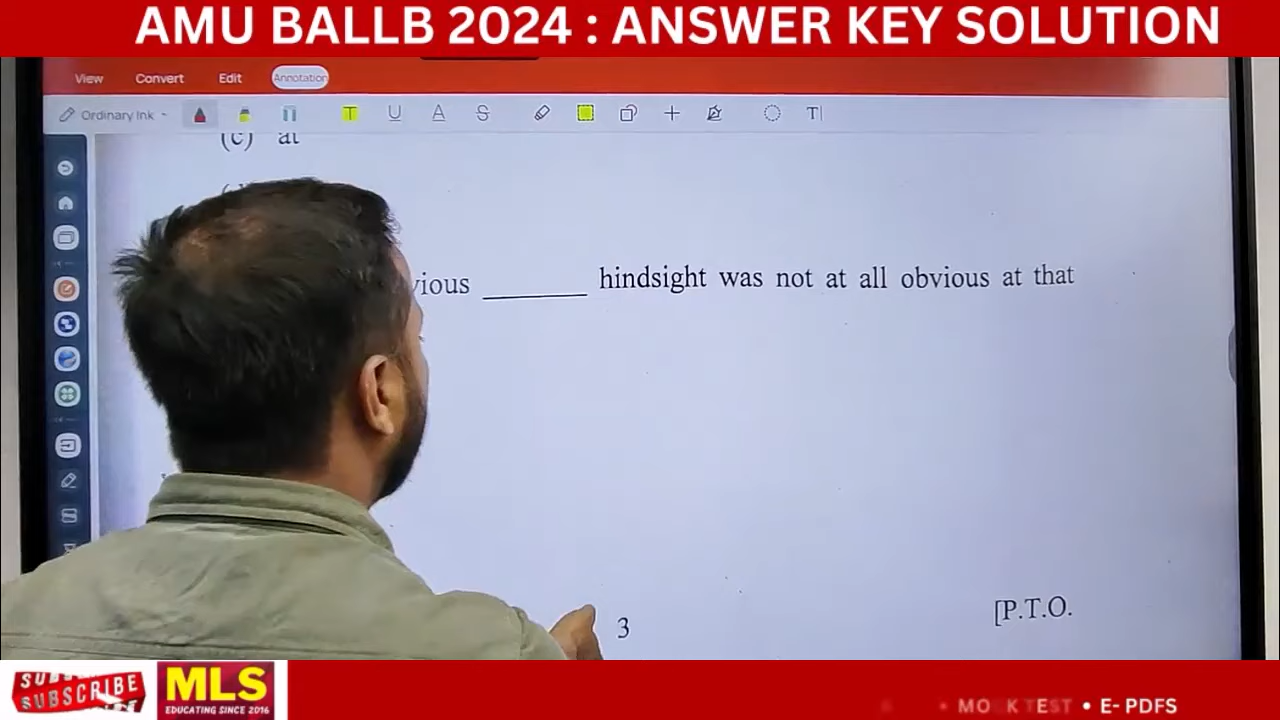 AMU BALLB 2024 : ANSWER KEY SOLUTION
View Convert Edit Annotation
Ordinary Ink
(c) at
hindsight was not at all obvious at that
3
[P.T.O.
SUBSCRIBE
MLS
EDUCATING SINCE 2016
• E- PDFS